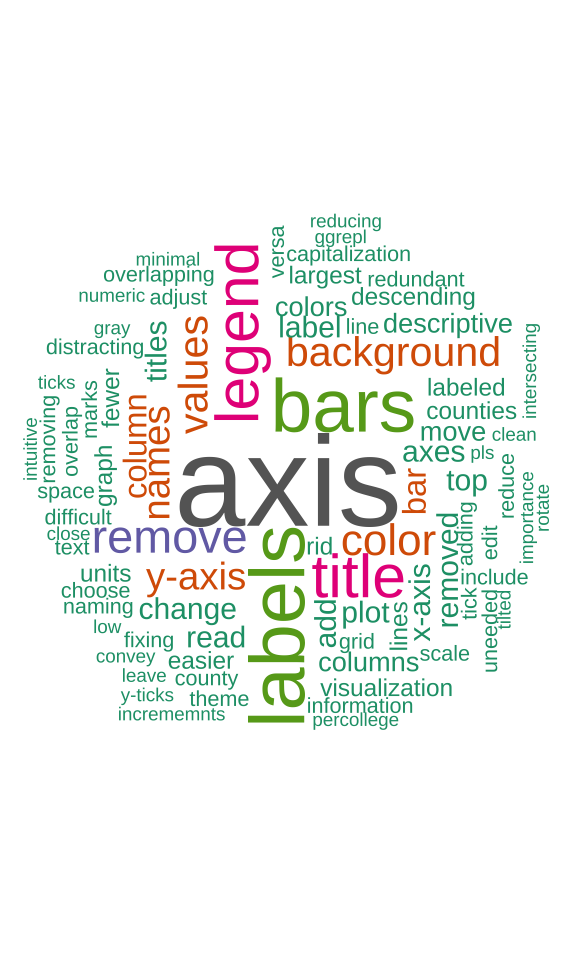 reducing
ggrepl
versa
capitalization
minimal
overlapping
largest
redundant
numeric
adjust
legend
colors
descending
gray
titles
values
label
line
descriptive
distracting
background
intersecting
ticks
marks
fewer
bars
labeled
removing
overlap
column
names
counties
intuitive
move
clean
graph
axis
axes
pls
space
bar
top
reduce
importance
rotate
difficult
close
text
remove
rid
color
removed
adding
edit
units
y-axis
labels
title
x-axis
include
choose
naming
change
add
plot
lines
tick
tilted
uneeded
low
fixing
read
grid
convey
easier
columns
scale
leave
county
visualization
y-ticks
theme
information
incrememnts
percollege